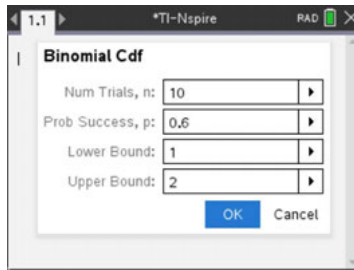 1.1 *TI-Nspire RAD
Binomial Cdf
Num Trials, n: 10
Prob Success, p: 0.6
Lower Bound: 1
Upper Bound: 2
OK Cancel